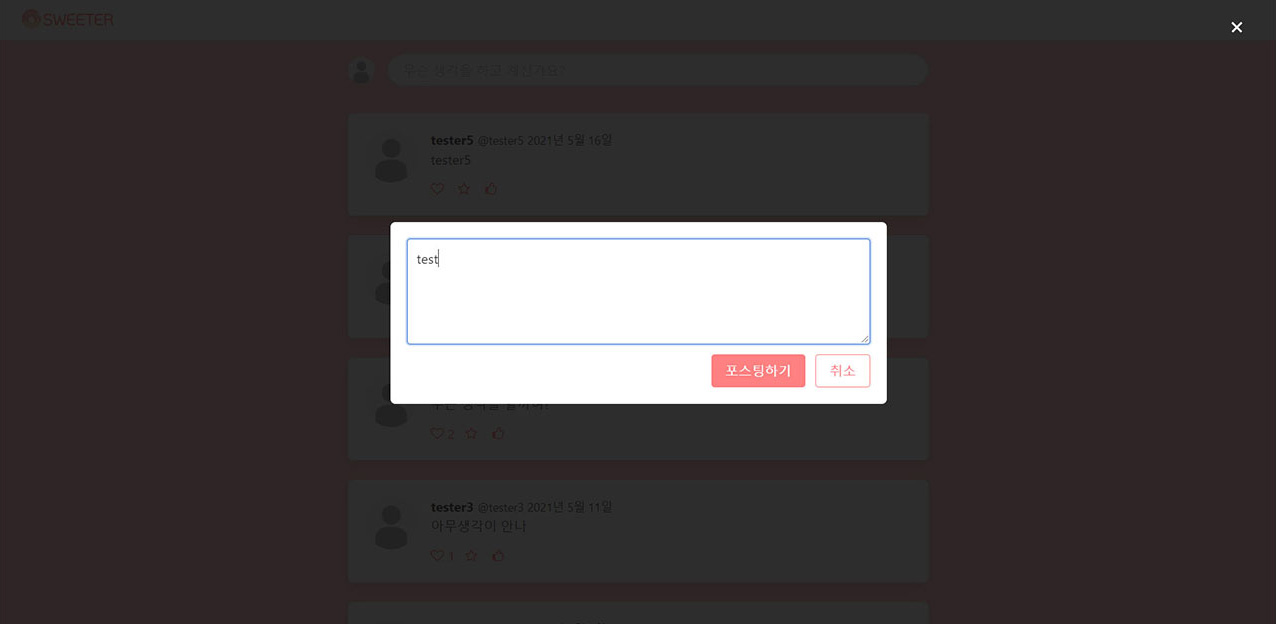 SWEETER
무슨 생각을 하고 계신가요?
tester5 @tester5 2021년 5월 16일
tester5
test
포스팅하기 취소
무슨 생각을 할까여?
2
tester3 @tester3 2021년 5월 11일
아무생각이 안나
1